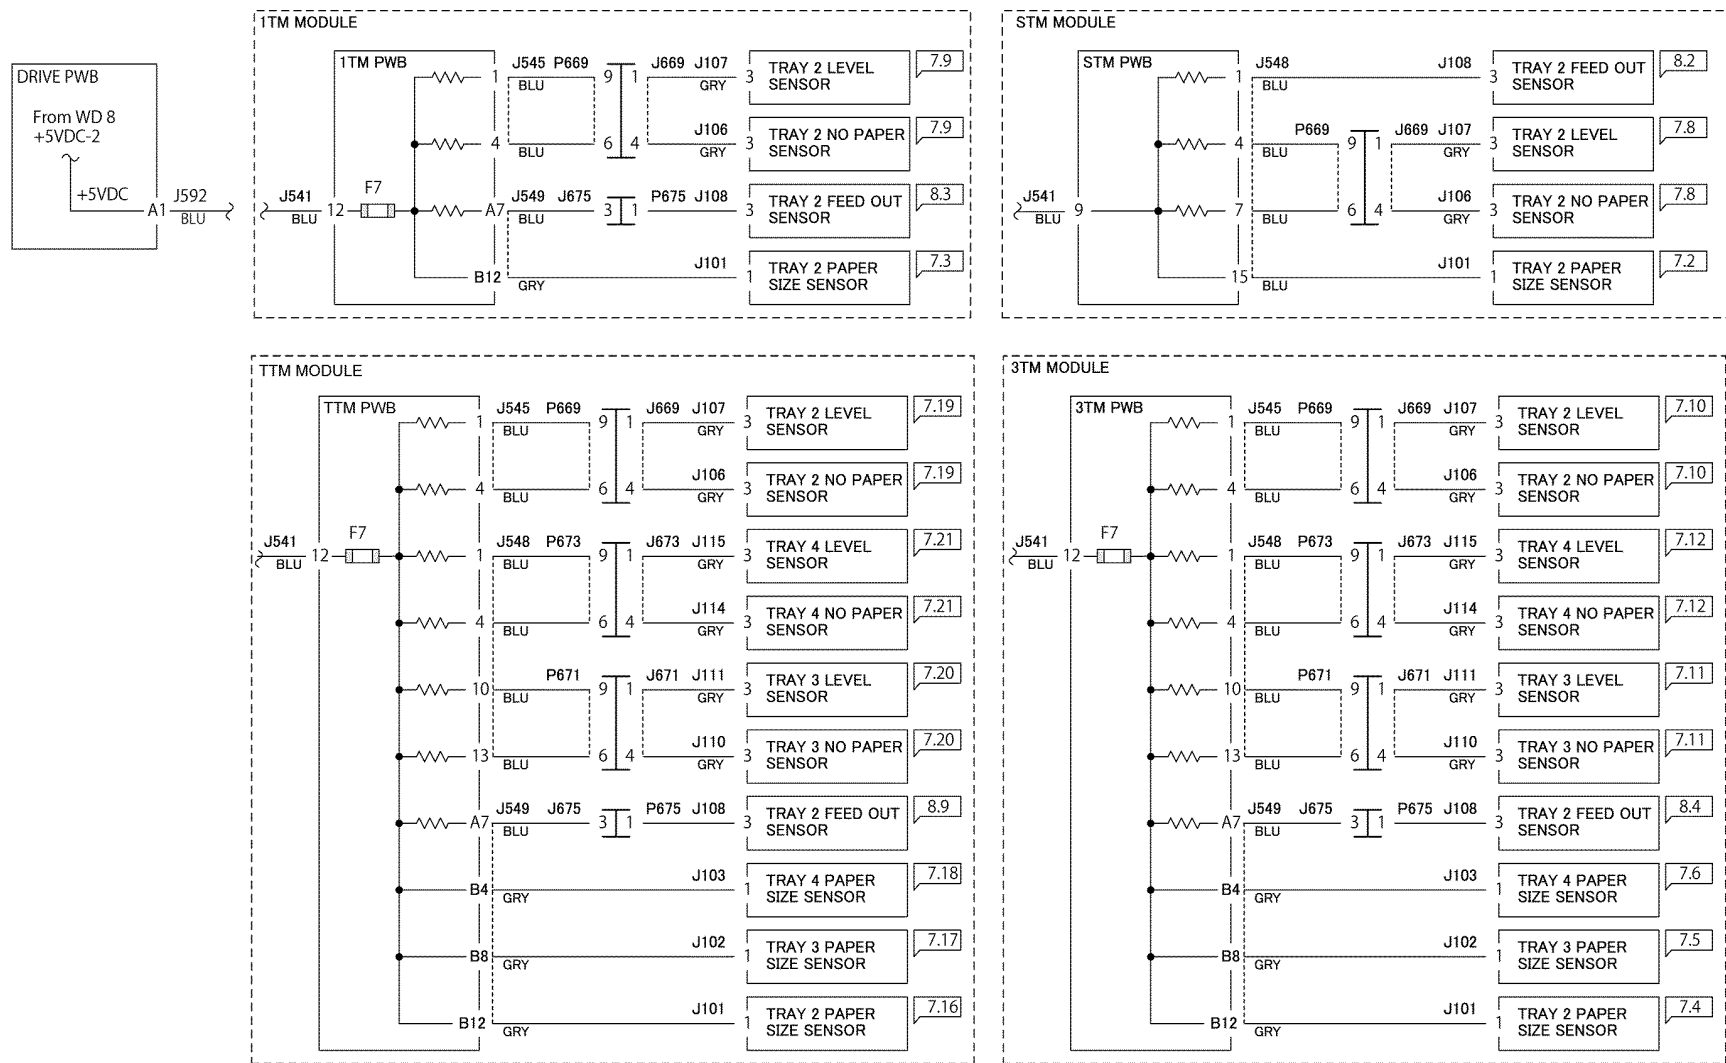 DRIVE PWB
From WD 8
+5VDC-2
+5VDC
A1
J592
BLU
1TM MODULE
1TM PWB
J541
BLU
12
F7
1
J545 P669
BLU
9 1
J669 J107
GRY
3
TRAY 2 LEVEL
SENSOR
7.9
4
BLU
6 4
J106
GRY
3
TRAY 2 NO PAPER
SENSOR
7.9
A7
J549 J675
BLU
3 1
P675 J108
3
TRAY 2 FEED OUT
SENSOR
8.3
B12
GRY
J101
1
TRAY 2 PAPER
SIZE SENSOR
7.3
STM MODULE
STM PWB
J541
BLU
9
1
J548
BLU
J108
3
TRAY 2 FEED OUT
SENSOR
8.2
4
BLU
P669
9 1
J669 J107
GRY
3
TRAY 2 LEVEL
SENSOR
7.8
7
BLU
6 4
J106
GRY
3
TRAY 2 NO PAPER
SENSOR
7.8
15
BLU
J101
1
TRAY 2 PAPER
SIZE SENSOR
7.2
TTM MODULE
TTM PWB
J541
BLU
12
F7
1
J545 P669
BLU
9 1
J669 J107
GRY
3
TRAY 2 LEVEL
SENSOR
7.19
4
BLU
6 4
J106
GRY
3
TRAY 2 NO PAPER
SENSOR
7.19
1
J548 P673
BLU
9 1
J673 J115
GRY
3
TRAY 4 LEVEL
SENSOR
7.21
4
BLU
6 4
J114
GRY
3
TRAY 4 NO PAPER
SENSOR
7.21
10
BLU
P671
9 1
J671 J111
GRY
3
TRAY 3 LEVEL
SENSOR
7.20
13
BLU
6 4
J110
GRY
3
TRAY 3 NO PAPER
SENSOR
7.20
A7
J549 J675
BLU
3 1
P675 J108
3
TRAY 2 FEED OUT
SENSOR
8.9
B4
GRY
J103
1
TRAY 4 PAPER
SIZE SENSOR
7.18
B8
GRY
J102
1
TRAY 3 PAPER
SIZE SENSOR
7.17
B12
GRY
J101
1
TRAY 2 PAPER
SIZE SENSOR
7.16
3TM MODULE
3TM PWB
J541
BLU
12
F7
1
J545 P669
BLU
9 1
J669 J107
GRY
3
TRAY 2 LEVEL
SENSOR
7.10
4
BLU
6 4
J106
GRY
3
TRAY 2 NO PAPER
SENSOR
7.10
1
J548 P673
BLU
9 1
J673 J115
GRY
3
TRAY 4 LEVEL
SENSOR
7.12
4
BLU
6 4
J114
GRY
3
TRAY 4 NO PAPER
SENSOR
7.12
10
BLU
P671
9 1
J671 J111
GRY
3
TRAY 3 LEVEL
SENSOR
7.11
13
BLU
6 4
J110
GRY
3
TRAY 3 NO PAPER
SENSOR
7.11
A7
J549 J675
BLU
3 1
P675 J108
3
TRAY 2 FEED OUT
SENSOR
8.4
B4
GRY
J103
1
TRAY 4 PAPER
SIZE SENSOR
7.6
B8
GRY
J102
1
TRAY 3 PAPER
SIZE SENSOR
7.5
B12
GRY
J101
1
TRAY 2 PAPER
SIZE SENSOR
7.4